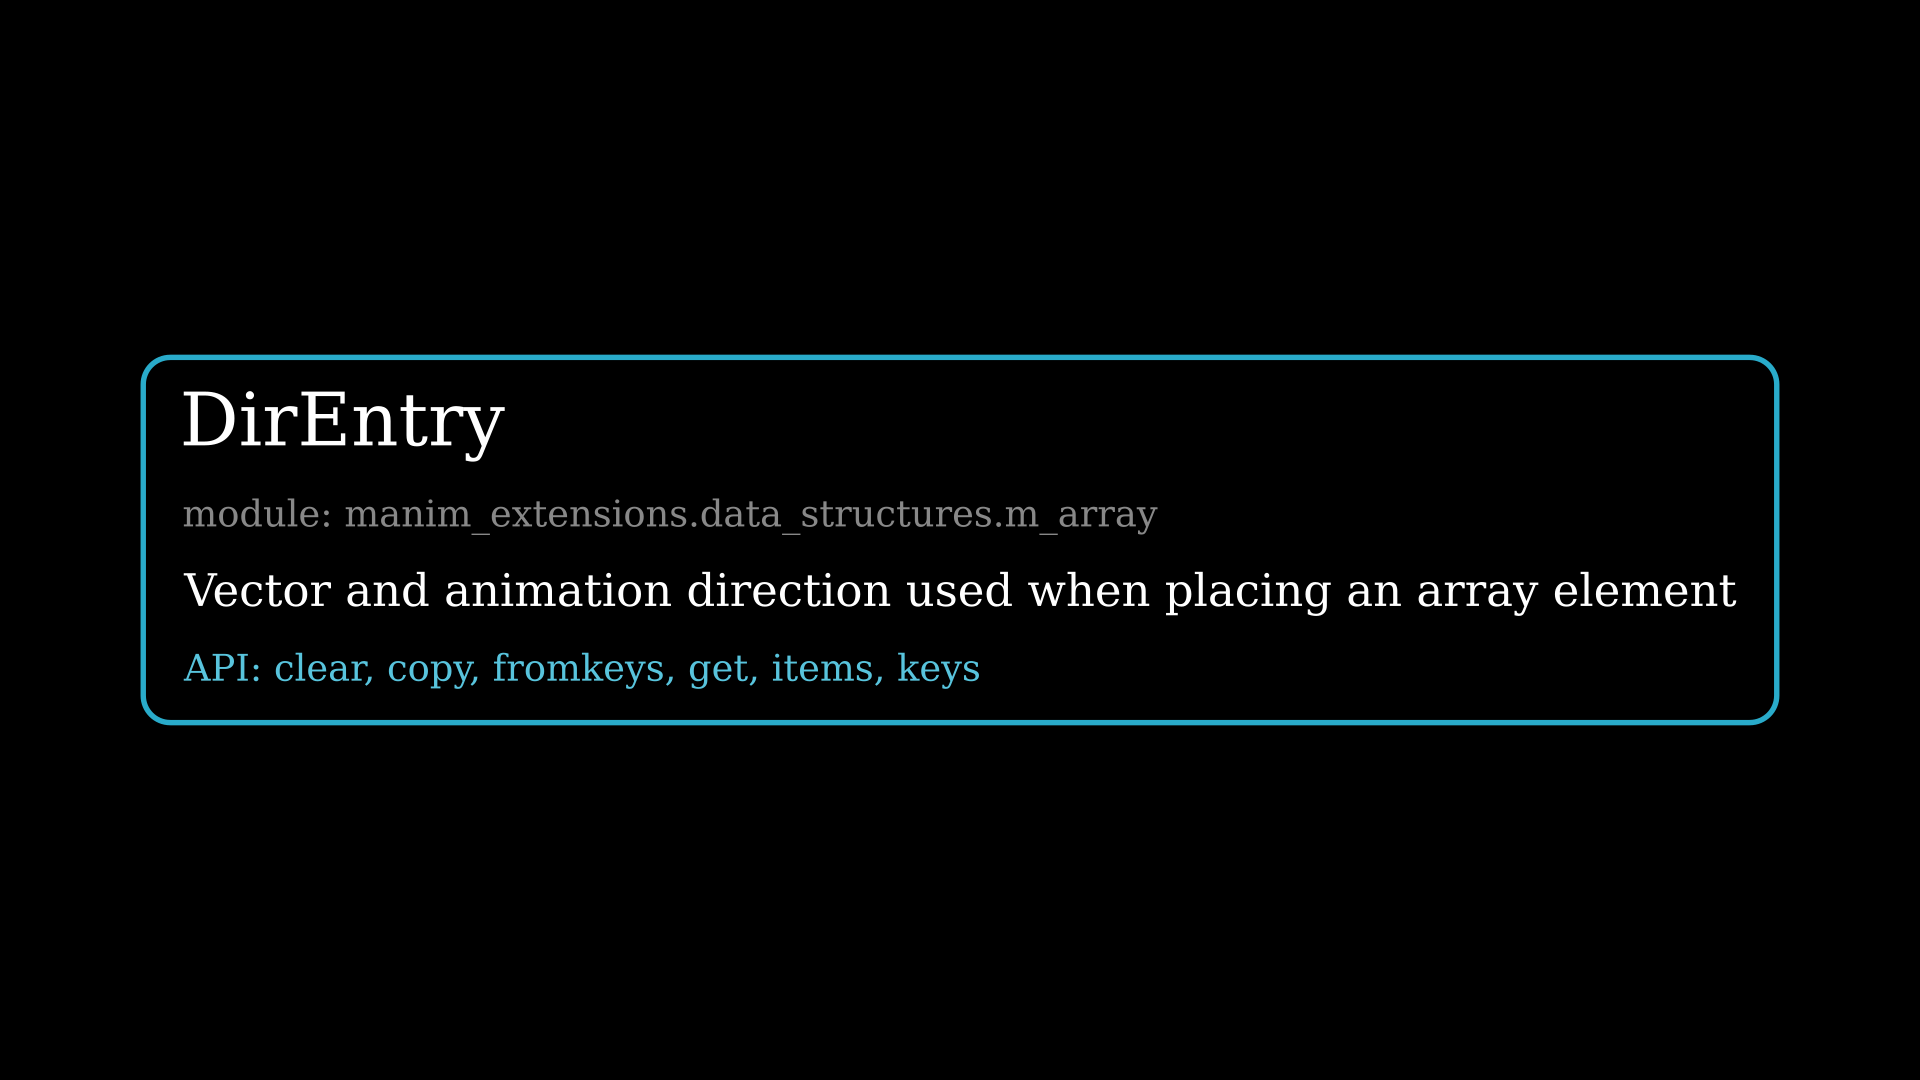 DirEntry
module: manim_extensions.data_structures.m_array
Vector and animation direction used when placing an array element
API: clear, copy, fromkeys, get, items, keys